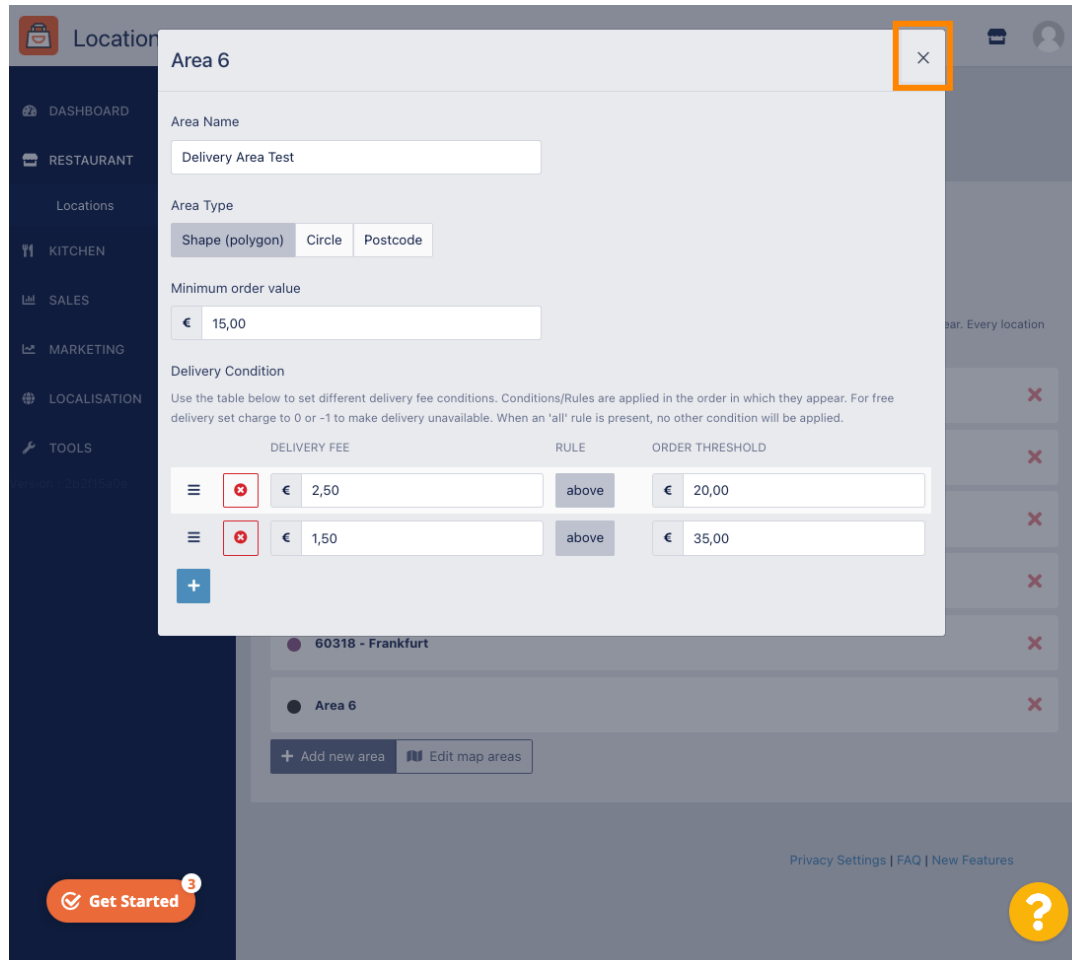 Location
Area 6
DASHBOARD
RESTAURANT
Locations
KITCHEN
SALES
MARKETING
LOCALISATION
TOOLS
Area Name
Delivery Area Test
Area Type
Shape (polygon) Circle Postcode
Minimum order value
€ 15,00
ear. Every location
Delivery Condition
Use the table below to set different delivery fee conditions. Conditions/Rules are applied in the order in which they appear. For free
delivery set charge to 0 or -1 to make delivery unavailable. When an 'all' rule is present, no other condition will be applied.
DELIVERY FEE RULE ORDER THRESHOLD
€ 2,50 above € 20,00
€ 1,50 above € 35,00
+
60318 - Frankfurt
Area 6
+ Add new area Edit map areas
Privacy Settings | FAQ | New Features
Get Started 3
?